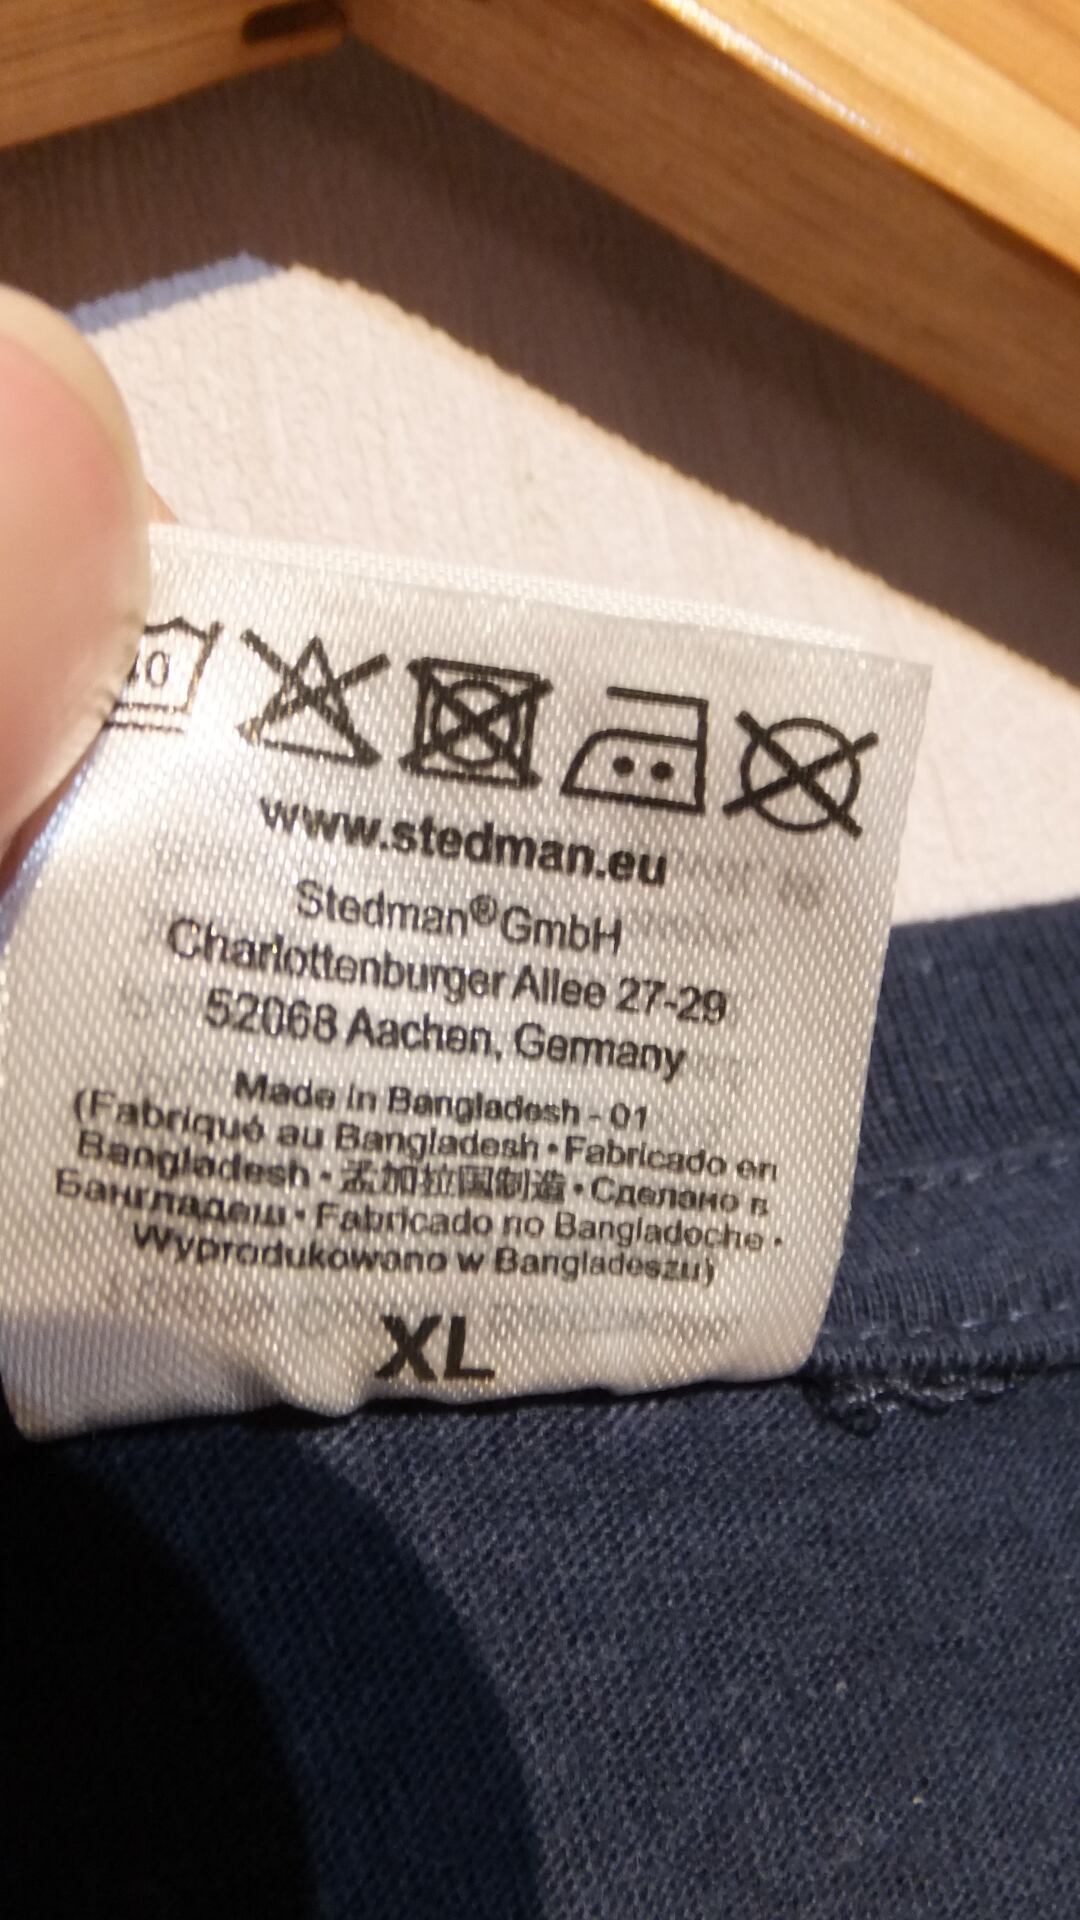 40
www.stedman.eu
Stedman® GmbH
Charlottenburger Allee 27-29
52068 Aachen, Germany
Made in Bangladesh - 01
(Fabriqué au Bangladesh • Fabricado en
Bangladesh • 孟加拉国制造 • Сделано в
Бангладеш • Fabricado no Bangladoche •
Wyprodukowano w Bangladeszu)
XL